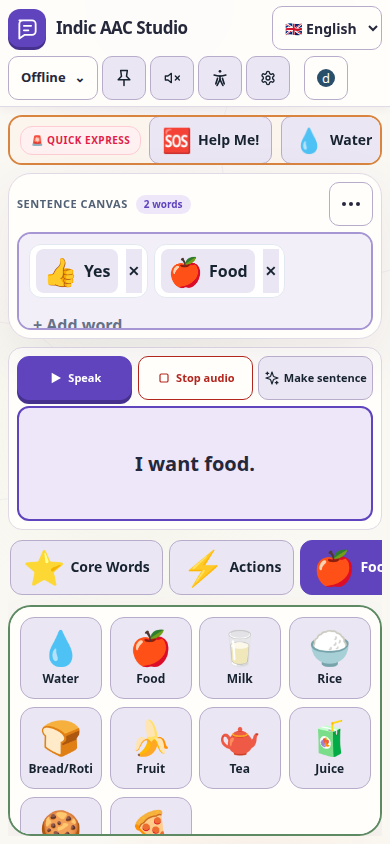 Indic AAC Studio
🇬🇧 English
Offline
d
🚨 QUICK EXPRESS
🆘 Help Me!
Water
SENTENCE CANVAS
2 words
Yes ×
Food ×
+ Add word
Speak
Stop audio
Make sentence
I want food.
Core Words
Actions
Foo
Water
Food
Milk
Rice
Bread/Roti
Fruit
Tea
Juice